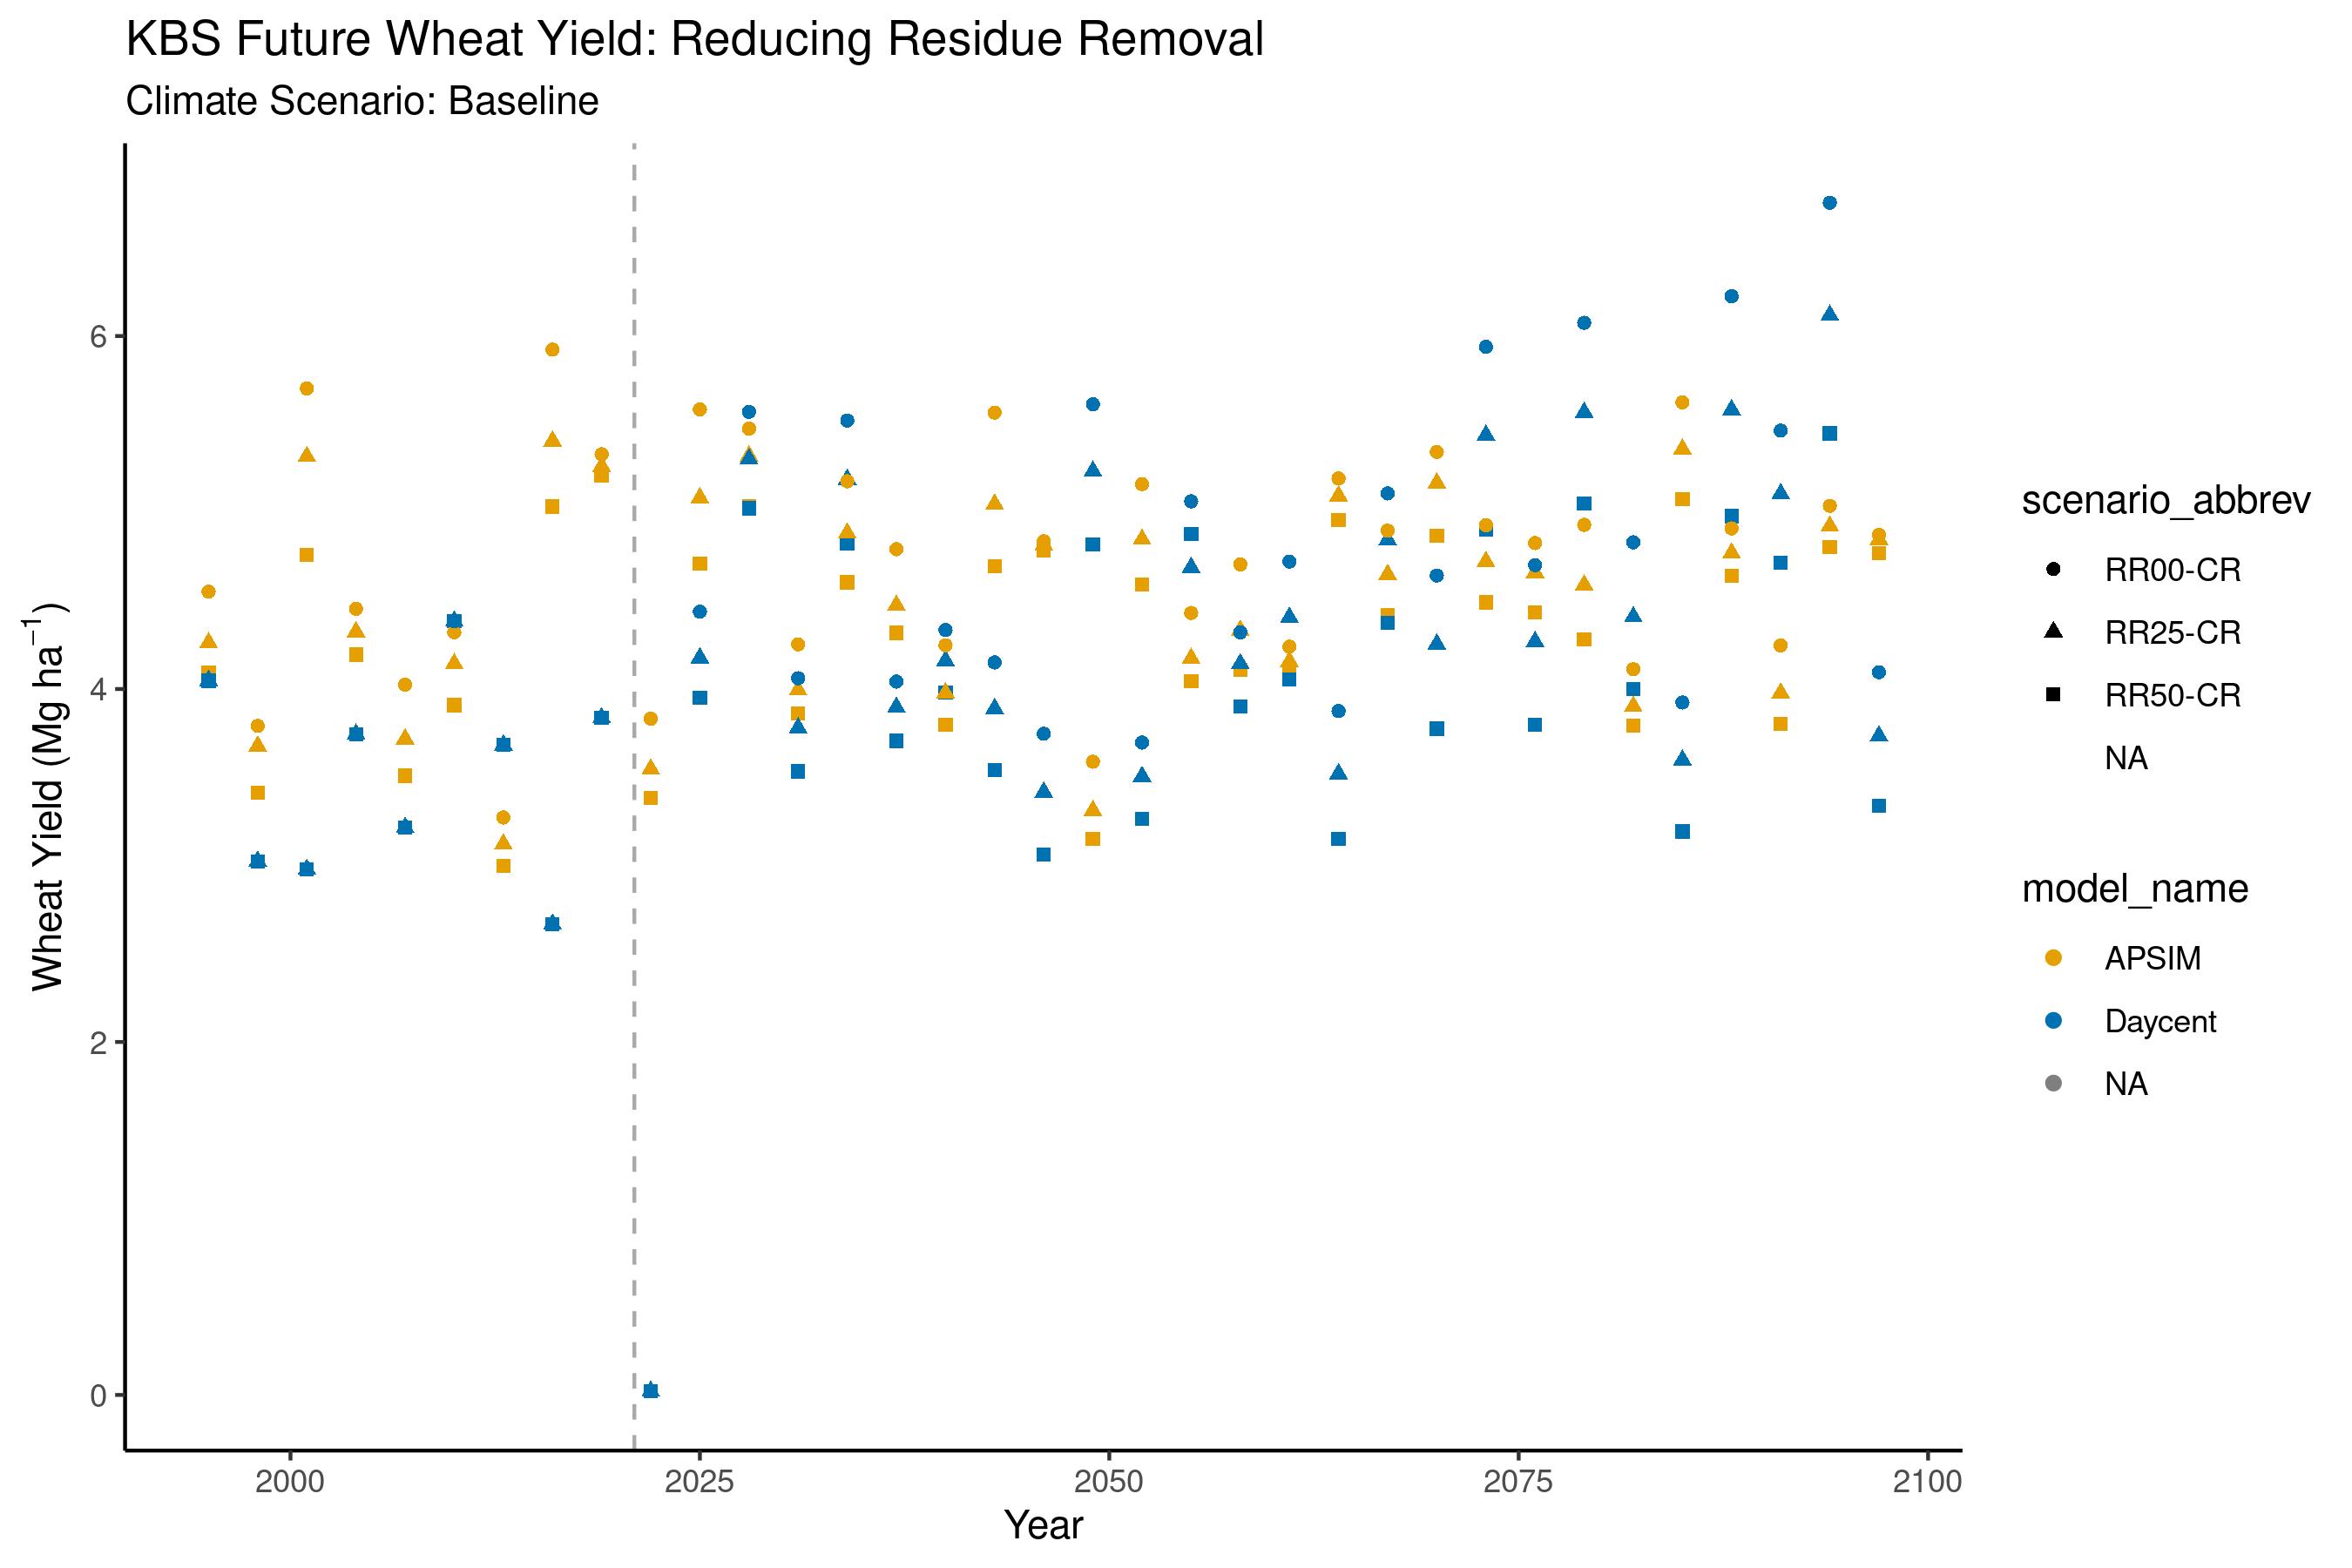 KBS Future Wheat Yield: Reducing Residue Removal
Climate Scenario: Baseline
Wheat Yield (Mg ha⁻¹)
6
4
2
0
2000
2025
2050
2075
2100
Year
scenario_abbrev
RR00-CR
RR25-CR
RR50-CR
NA
model_name
APSIM
Daycent
NA